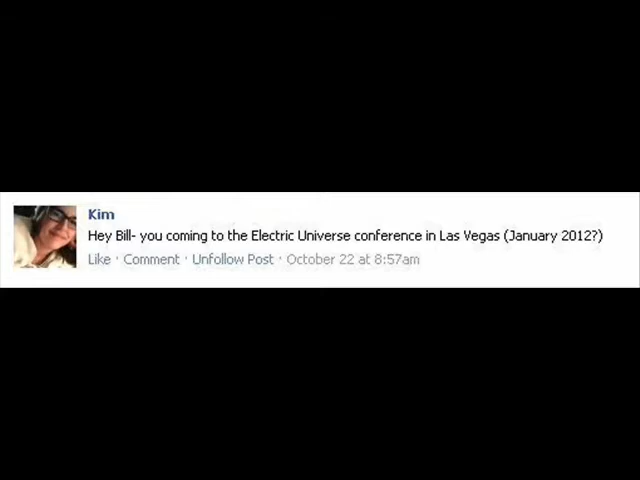 Kim
Hey Bill- you coming to the Electric Universe conference in Las Vegas (January 2012?)
Like · Comment · Unfollow Post · October 22 at 8:57am